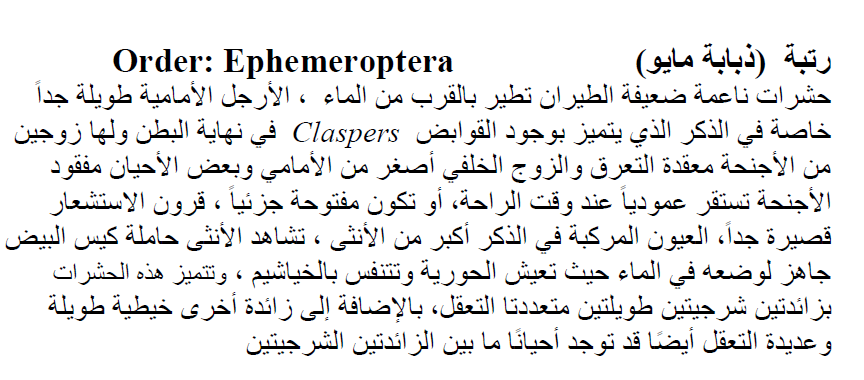 رتبة (ذبابة مايو) Order: Ephemeroptera
حشرات ناعمة ضعيفة الطيران تطير بالقرب من الماء ، الأرجل الأمامية طويلة جداً
خاصة في الذكر الذي يتميز بوجود القوابض Claspers في نهاية البطن ولها زوجين
من الأجنحة معقدة التعرق والزوج الخلفي أصغر من الأمامي وبعض الأحيان مفقود
الأجنحة تستقر عمودياً عند وقت الراحة، أو تكون مفتوحة جزئياً ، قرون الاستشعار
قصيرة جداً، العيون المركبة في الذكر أكبر من الأنثى ، تشاهد الأنثى حاملة كيس البيض
جاهز لوضعه في الماء حيث تعيش الحورية وتتنفس بالخياشيم ، وتتميز هذه الحشرات
بزائدتين شرجيتين طويلتين متعددتا التعقل، بالإضافة إلى زائدة أخرى خيطية طويلة
وعديدة التعقل أيضًا قد توجد أحيانًا ما بين الزائدتين الشرجيتين